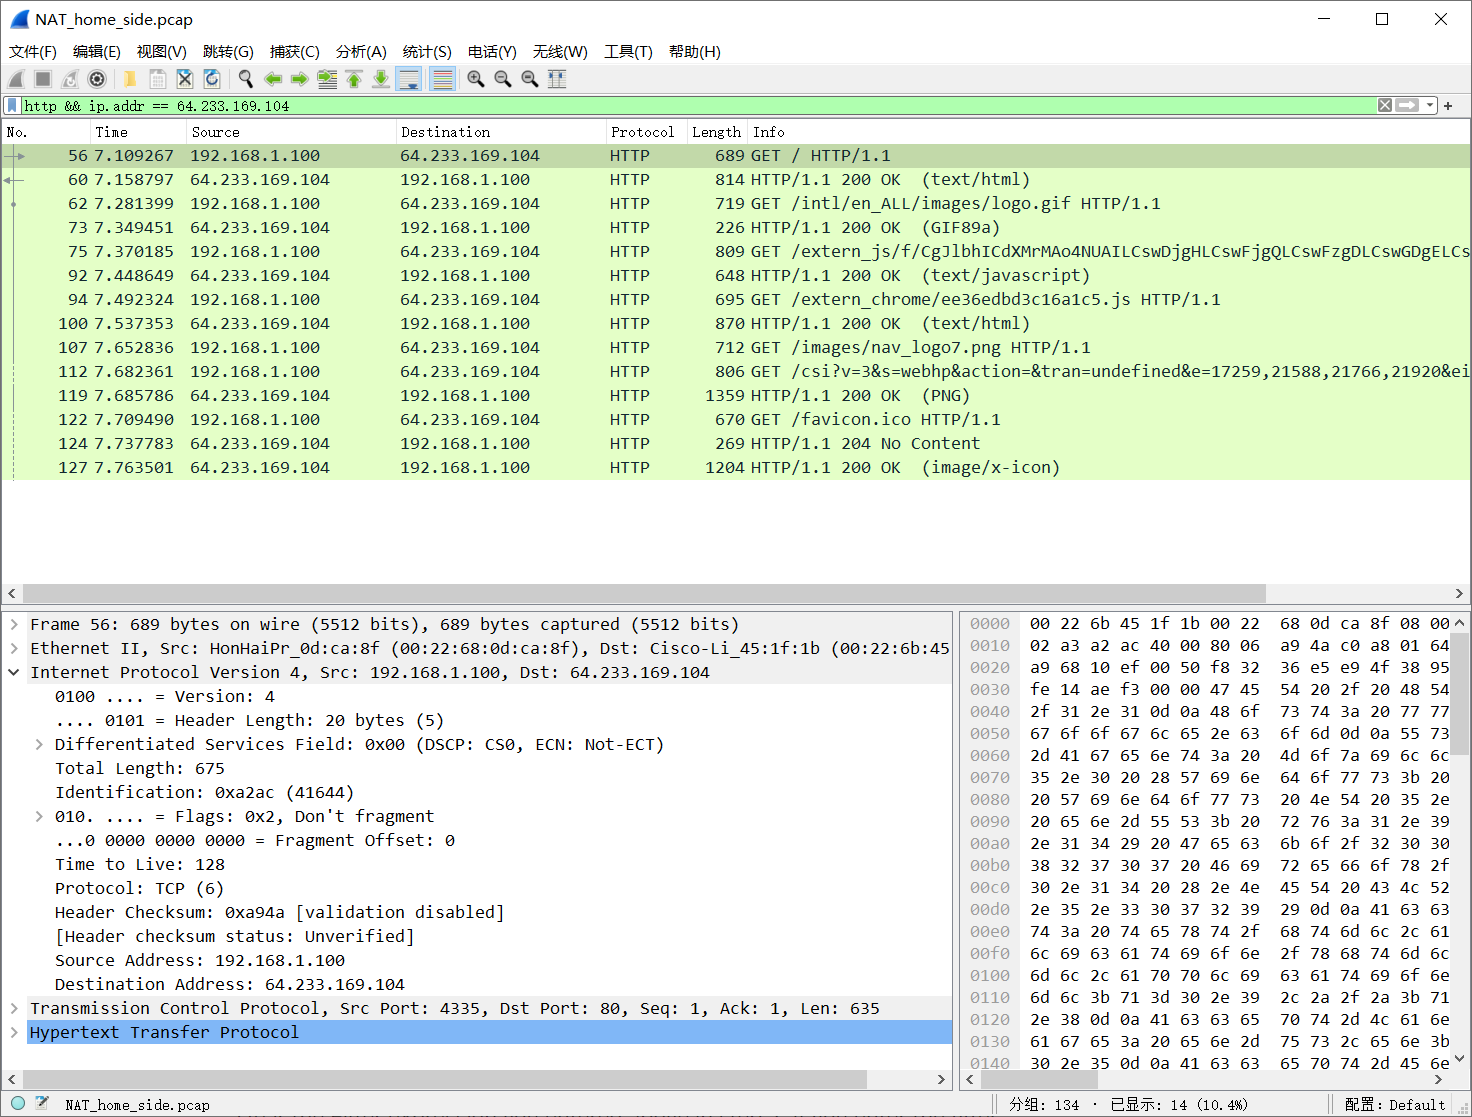 NAT_home_side.pcap
文件(F) 编辑(E) 视图(V) 跳转(G) 捕获(C) 分析(A) 统计(S) 电话(Y) 无线(W) 工具(T) 帮助(H)
http && ip.addr == 64.233.169.104
No. Time Source Destination Protocol Length Info
56 7.109267 192.168.1.100 64.233.169.104 HTTP 689 GET / HTTP/1.1
60 7.158797 64.233.169.104 192.168.1.100 HTTP 814 HTTP/1.1 200 OK (text/html)
62 7.281399 192.168.1.100 64.233.169.104 HTTP 719 GET /intl/en_ALL/images/logo.gif HTTP/1.1
73 7.349451 64.233.169.104 192.168.1.100 HTTP 226 HTTP/1.1 200 OK (GIF89a)
75 7.370185 192.168.1.100 64.233.169.104 HTTP 809 GET /extern_js/f/CgJlbhICdXMrMAo4NUAILCswDjgHLCswFjgQLCswFzgDLCswGDgELCs
92 7.448649 64.233.169.104 192.168.1.100 HTTP 648 HTTP/1.1 200 OK (text/javascript)
94 7.492324 192.168.1.100 64.233.169.104 HTTP 695 GET /extern_chrome/ee36edbd3c16a1c5.js HTTP/1.1
100 7.537353 64.233.169.104 192.168.1.100 HTTP 870 HTTP/1.1 200 OK (text/html)
107 7.652836 192.168.1.100 64.233.169.104 HTTP 712 GET /images/nav_logo7.png HTTP/1.1
112 7.682361 192.168.1.100 64.233.169.104 HTTP 806 GET /csi?v=3&s=webhp&action=&tran=undefined&e=17259,21588,21766,21920&ei
119 7.685786 64.233.169.104 192.168.1.100 HTTP 1359 HTTP/1.1 200 OK (PNG)
122 7.709490 192.168.1.100 64.233.169.104 HTTP 670 GET /favicon.ico HTTP/1.1
124 7.737783 64.233.169.104 192.168.1.100 HTTP 269 HTTP/1.1 204 No Content
127 7.763501 64.233.169.104 192.168.1.100 HTTP 1204 HTTP/1.1 200 OK (image/x-icon)
Frame 56: 689 bytes on wire (5512 bits), 689 bytes captured (5512 bits)
Ethernet II, Src: HonHaiPr_0d:ca:8f (00:22:68:0d:ca:8f), Dst: Cisco-Li_45:1f:1b (00:22:6b:45
Internet Protocol Version 4, Src: 192.168.1.100, Dst: 64.233.169.104
0100 .... = Version: 4
.... 0101 = Header Length: 20 bytes (5)
Differentiated Services Field: 0x00 (DSCP: CS0, ECN: Not-ECT)
Total Length: 675
Identification: 0xa2ac (41644)
010. .... = Flags: 0x2, Don't fragment
...0 0000 0000 0000 = Fragment Offset: 0
Time to Live: 128
Protocol: TCP (6)
Header Checksum: 0xa94a [validation disabled]
[Header checksum status: Unverified]
Source Address: 192.168.1.100
Destination Address: 64.233.169.104
Transmission Control Protocol, Src Port: 4335, Dst Port: 80, Seq: 1, Ack: 1, Len: 635
Hypertext Transfer Protocol
0000 00 22 6b 45 1f 1b 00 22 68 0d ca 8f 08 00
0010 02 a3 a2 ac 40 00 80 06 a9 4a c0 a8 01 64
0020 a9 68 10 ef 00 50 f8 32 36 e5 e9 4f 38 95
0030 fe 14 ae f3 00 00 47 45 54 20 2f 20 48 54
0040 2f 31 2e 31 0d 0a 48 6f 73 74 3a 20 77 77
0050 67 6f 6f 67 6c 65 2e 63 6f 6d 0d 0a 55 73
0060 2d 41 67 65 6e 74 3a 20 4d 6f 7a 69 6c 6c
0070 35 2e 30 20 28 57 69 6e 64 6f 77 73 3b 20
0080 20 57 69 6e 64 6f 77 73 20 4e 54 20 35 2e
0090 20 65 6e 2d 55 53 3b 20 72 76 3a 31 2e 39
00a0 2e 31 34 29 20 47 65 63 6b 6f 2f 32 30 30
00b0 38 32 37 30 37 20 46 69 72 65 66 6f 78 2f
00c0 30 2e 31 34 20 28 2e 4e 45 54 20 43 4c 52
00d0 2e 35 2e 33 30 37 32 39 29 0d 0a 41 63 63
00e0 74 3a 20 74 65 78 74 2f 68 74 6d 6c 2c 61
00f0 6c 69 63 61 74 69 6f 6e 2f 78 68 74 6d 6c
0100 6d 6c 2c 61 70 70 6c 69 63 61 74 69 6f 6e
0110 6d 6c 3b 71 3d 30 2e 39 2c 2a 2f 2a 3b 71
0120 2e 38 0d 0a 41 63 63 65 70 74 2d 4c 61 6e
0130 61 67 65 3a 20 65 6e 2d 75 73 2c 65 6e 3b
0140 30 2e 35 0d 0a 41 63 63 65 70 74 2d 45 6e
NAT_home_side.pcap 分组: 134 · 已显示: 14 (10.4%) 配置: Default